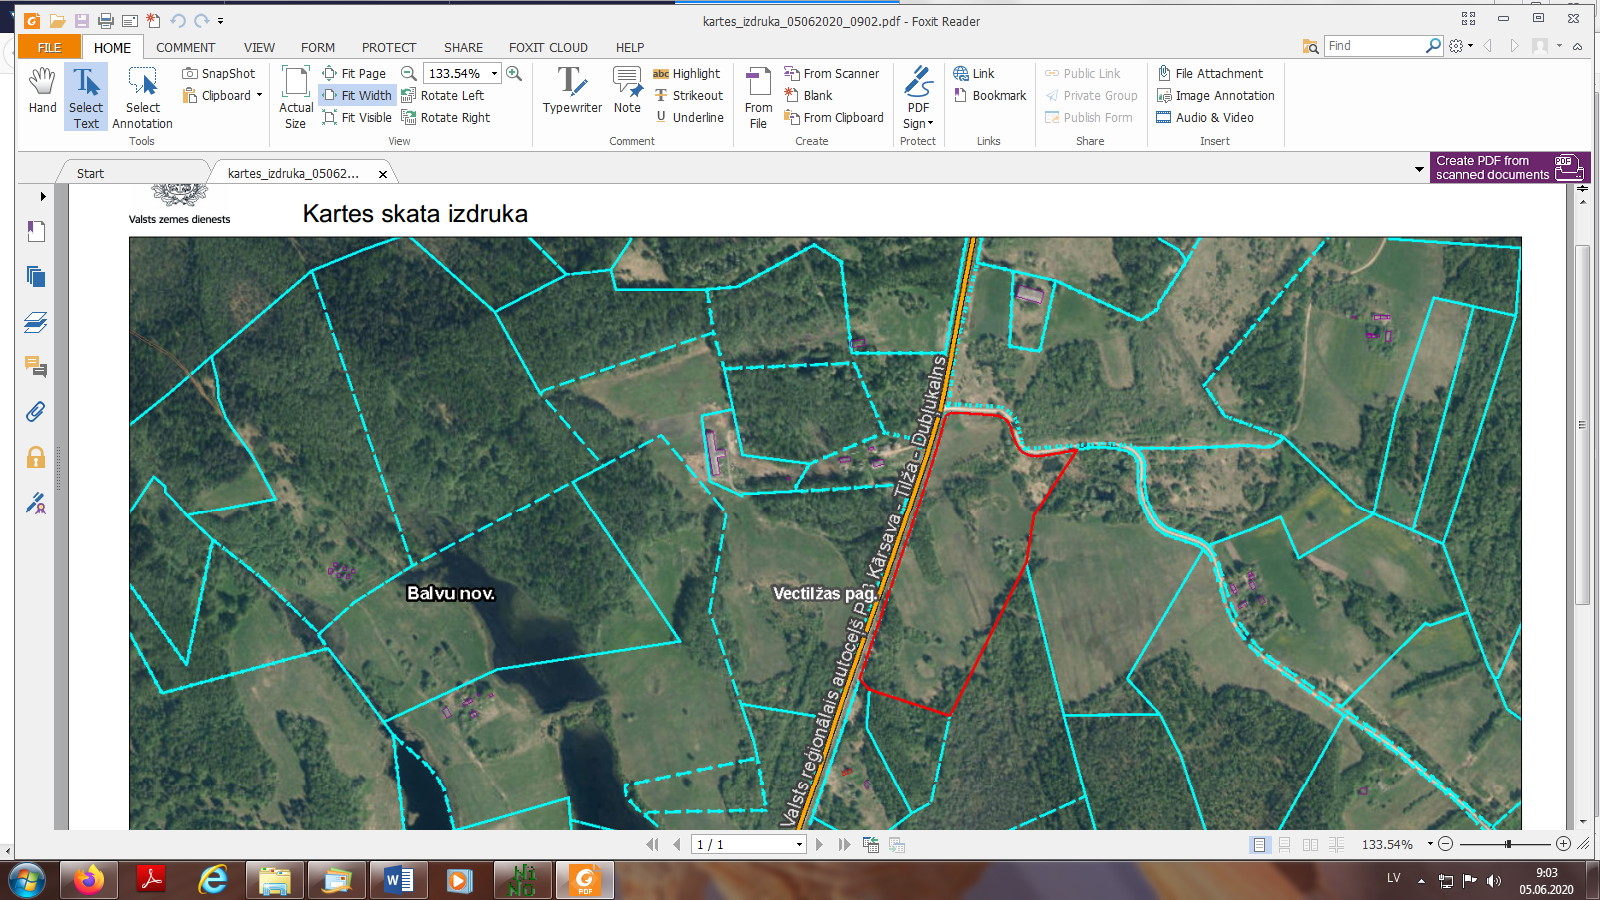 kartes_izdruka_05062020_0902.pdf - Foxit Reader
FILE HOME COMMENT VIEW FORM PROTECT SHARE FOXIT CLOUD HELP
Find
Hand
Select Text
Select Annotation
SnapShot
Clipboard
Tools
Actual Size
Fit Page
Fit Width
Fit Visible
133.54%
Rotate Left
Rotate Right
View
Typewriter
Note
Highlight
Strikeout
Underline
Comment
From File
From Scanner
Blank
From Clipboard
Create
PDF Sign
Protect
Link
Bookmark
Links
Public Link
Private Group
Publish Form
Share
File Attachment
Image Annotation
Audio & Video
Insert
Start
kartes_izdruka_05062...
Create PDF from
scanned documents
Valsts zemes dienests
Kartes skata izdruka
Balvu nov.
Vectilžas pag.
Kārsava - Tilža - Dubļukalns
Valsts reģionālais autoceļš
1 / 1
133.54%
LV
9:03
05.06.2020